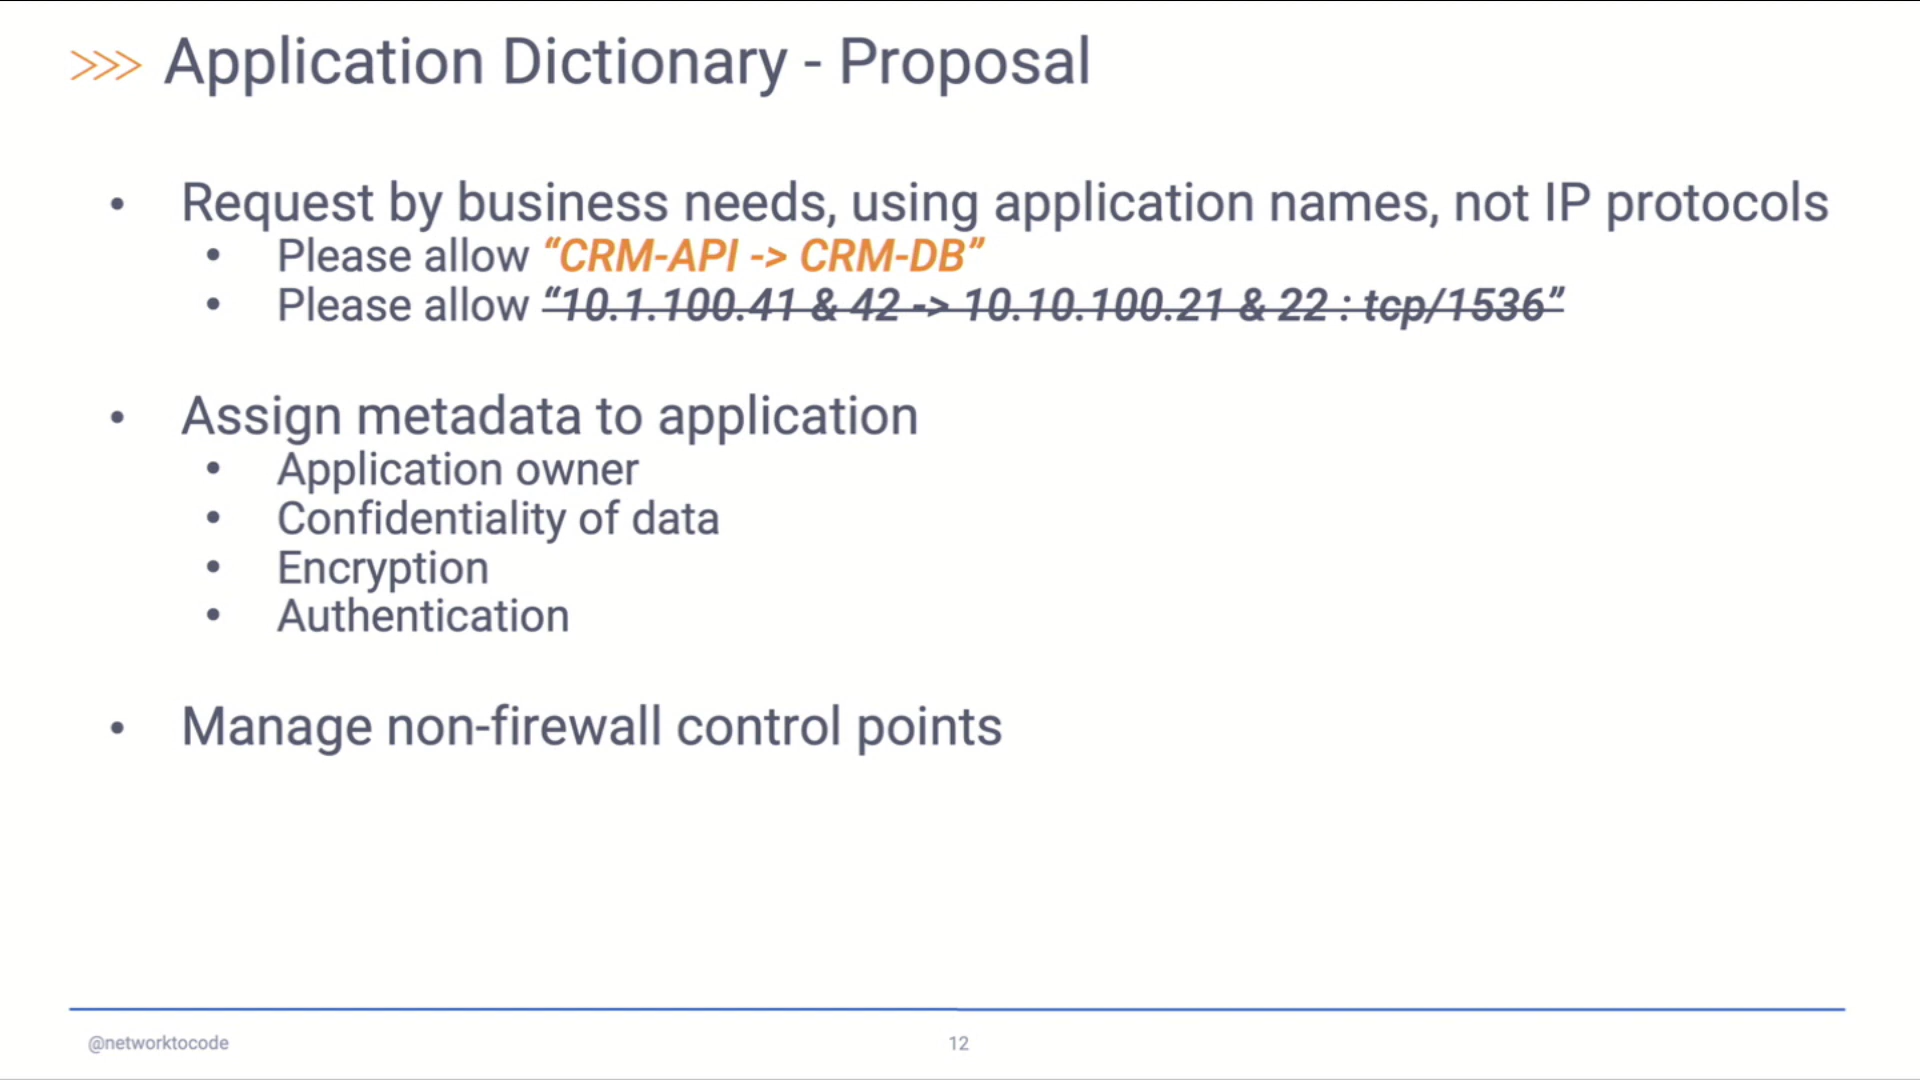 >>> Application Dictionary - Proposal
• Request by business needs, using application names, not IP protocols
• Please allow “CRM-API -> CRM-DB”
• Please allow “10.1.100.41 & 42 -> 10.10.100.21 & 22 : tcp/1536”
• Assign metadata to application
• Application owner
• Confidentiality of data
• Encryption
• Authentication
• Manage non-firewall control points
@networktocode
12